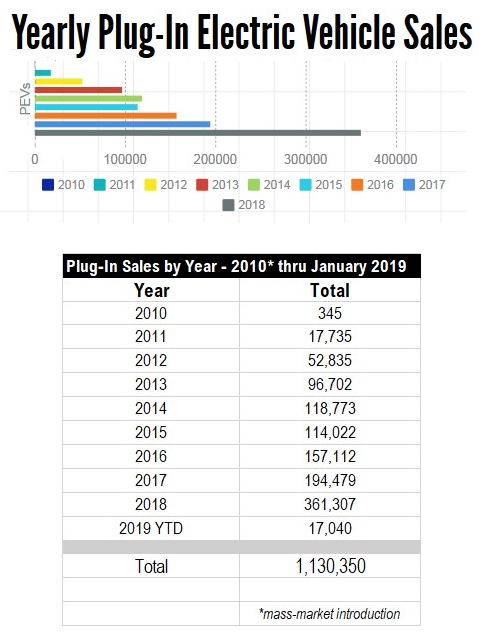 Yearly Plug-In Electric Vehicle Sales
PEVs
0 100000 200000 300000 400000
2010 2011 2012 2013 2014 2015 2016 2017
2018
Plug-In Sales by Year - 2010* thru January 2019
Year Total
2010 345
2011 17,735
2012 52,835
2013 96,702
2014 118,773
2015 114,022
2016 157,112
2017 194,479
2018 361,307
2019 YTD 17,040
Total 1,130,350
*mass-market introduction